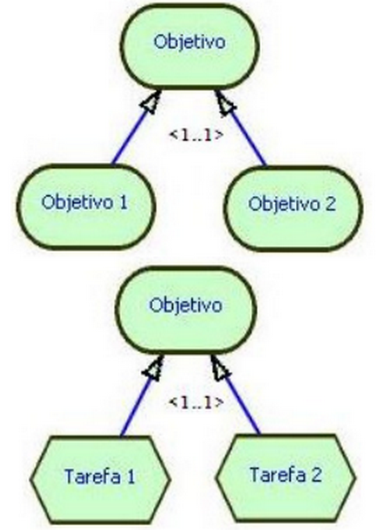 Objetivo
<1..1>
Objetivo 1
Objetivo 2
Objetivo
<1..1>
Tarefa 1
Tarefa 2